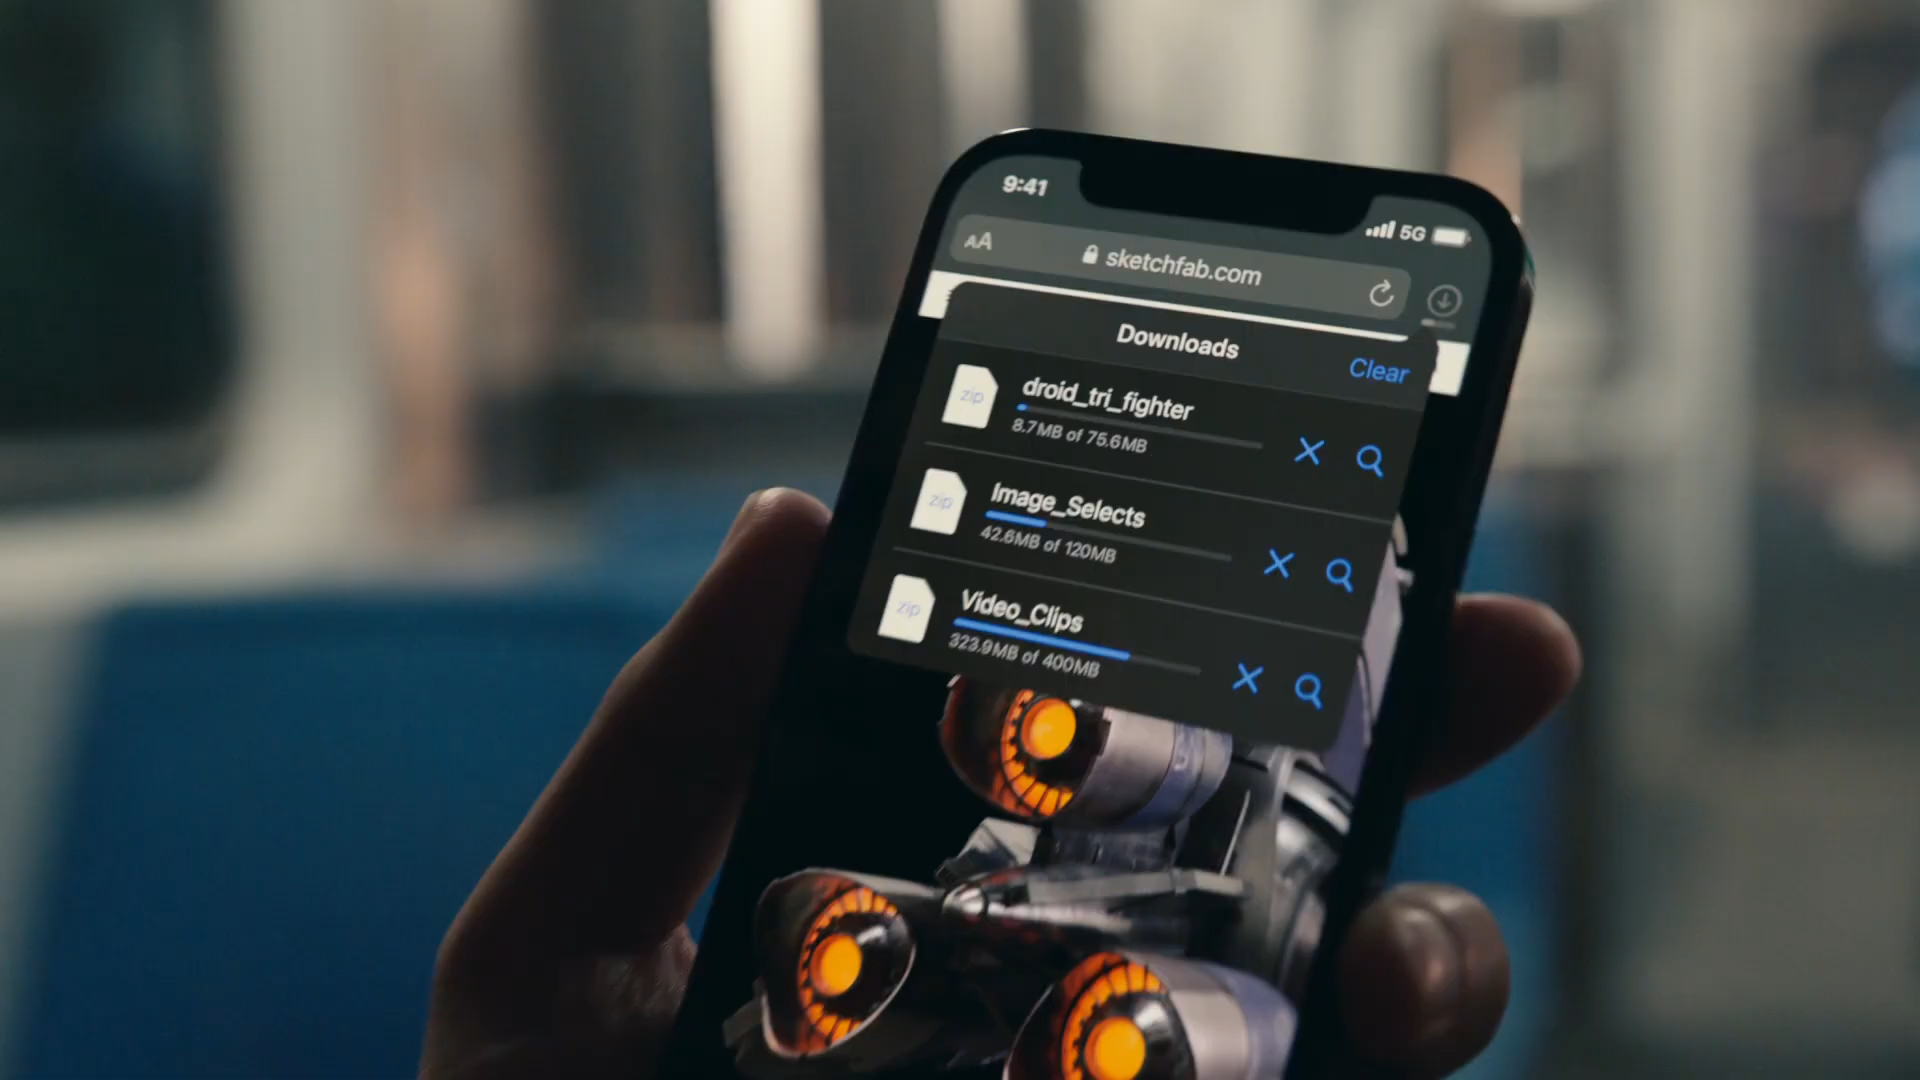 9:41
5G
AA
sketchfab.com
Downloads
Clear
zip
droid_tri_fighter
8.7MB of 75.6MB
zip
Image_Selects
42.6MB of 120MB
zip
Video_Clips
323.9MB of 400MB